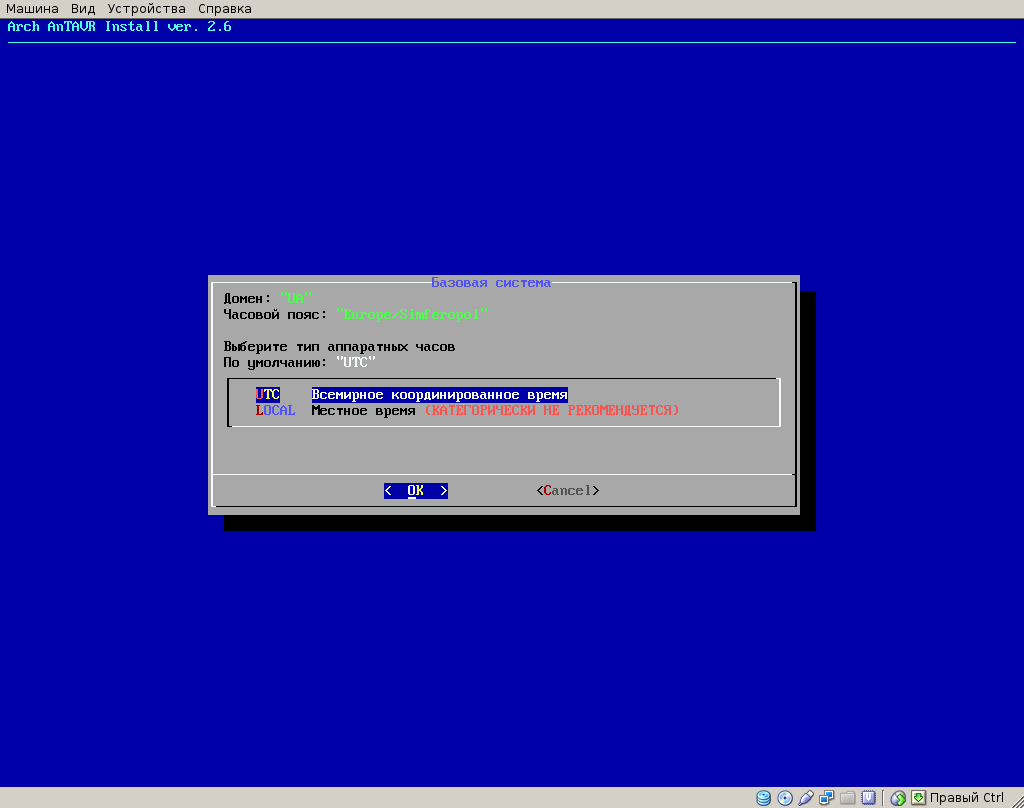 Машина Вид Устройства Справка
Arch AnTAVR Install ver. 2.6
Базовая система
Домен: "UA"
Часовой пояс: "Europe/Simferopol"
Выберите тип аппаратных часов
По умолчанию: "UTC"
UTC Всемирное координированное время
LOCAL Местное время (КАТЕГОРИЧЕСКИ НЕ РЕКОМЕНДУЕТСЯ)
< OK > <Cancel>
Правый Ctrl